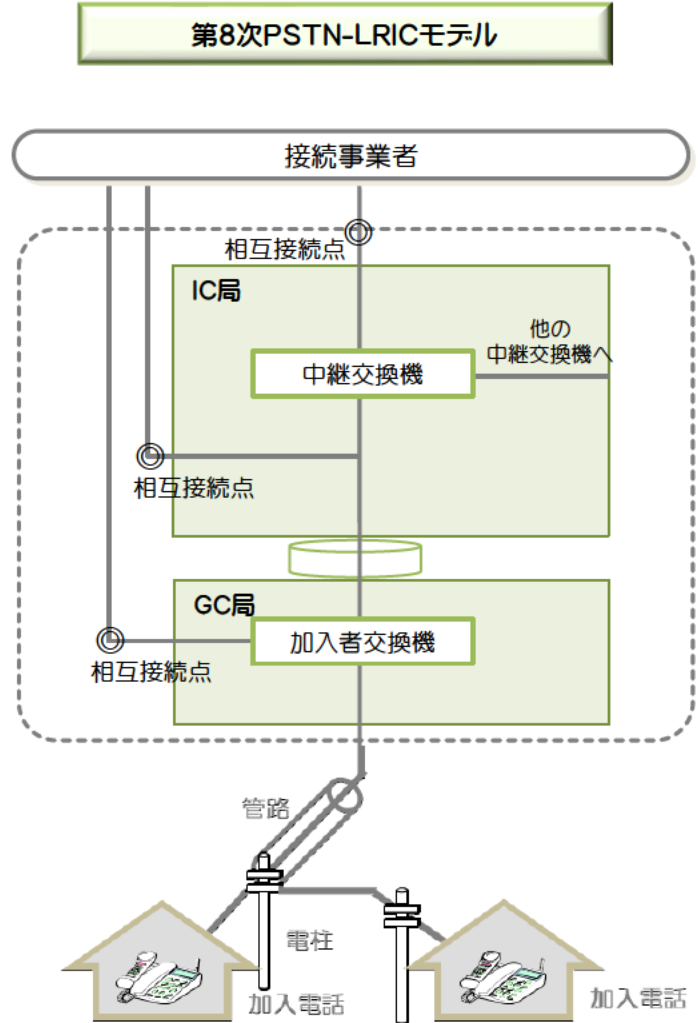 第8次PSTN-LRICモデル
接続事業者
相互接続点
IC局
他の
中継交換機へ
中継交換機
相互接続点
GC局
加入者交換機
相互接続点
管路
電柱
加入電話
加入電話